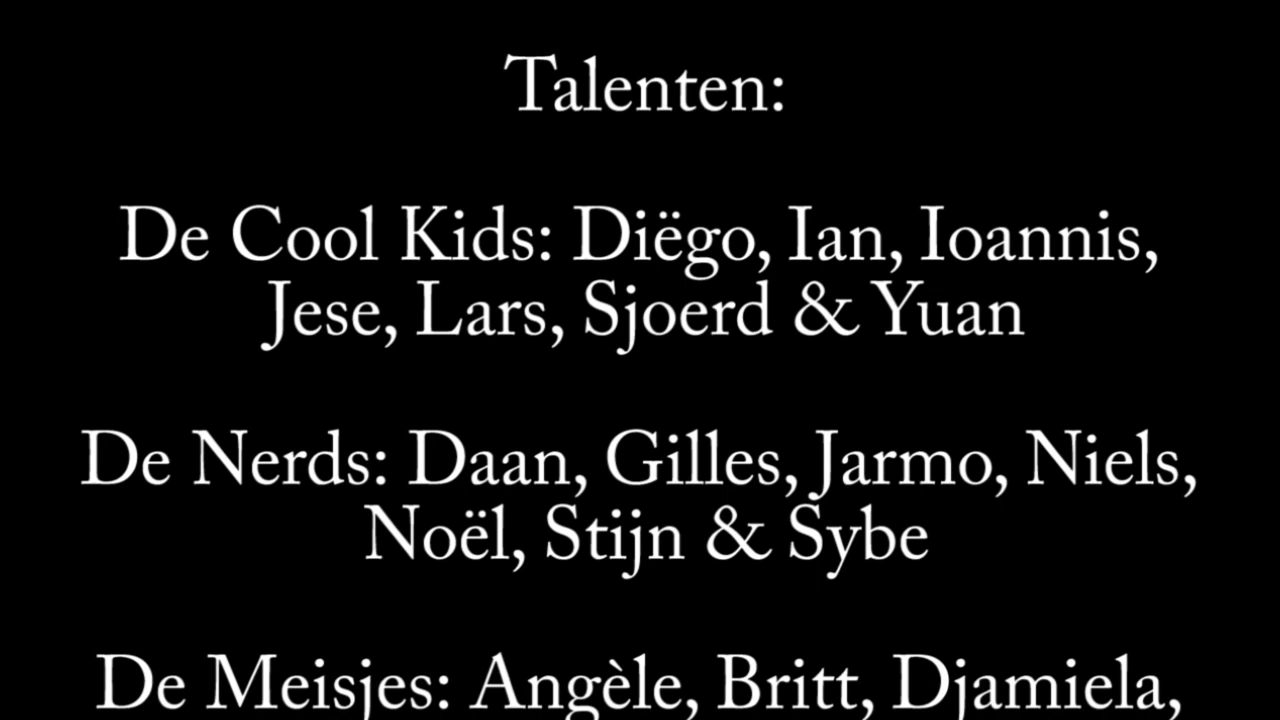 Talenten:
De Cool Kids: Diëgo, Ian, Ioannis,
Jese, Lars, Sjoerd & Yuan
De Nerds: Daan, Gilles, Jarmo, Niels,
Noël, Stijn & Sybe
De Meisjes: Angèle, Britt, Djamiela,